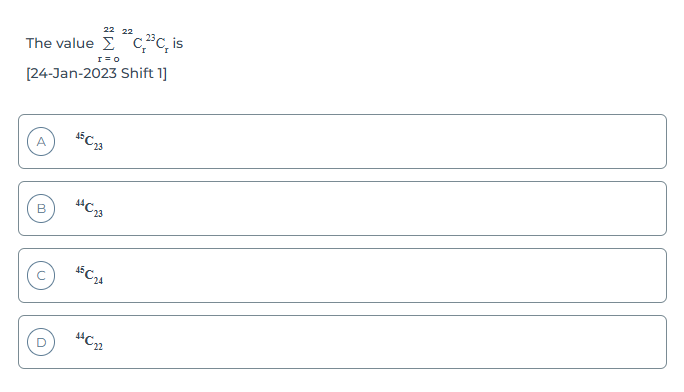 The value $\sum_{r=0}^{22} {}^{22}C_r {}^{23}C_r$ is
[24-Jan-2023 Shift 1]
A ${}^{45}C_{23}$
B ${}^{44}C_{23}$
C ${}^{45}C_{24}$
D ${}^{44}C_{22}$